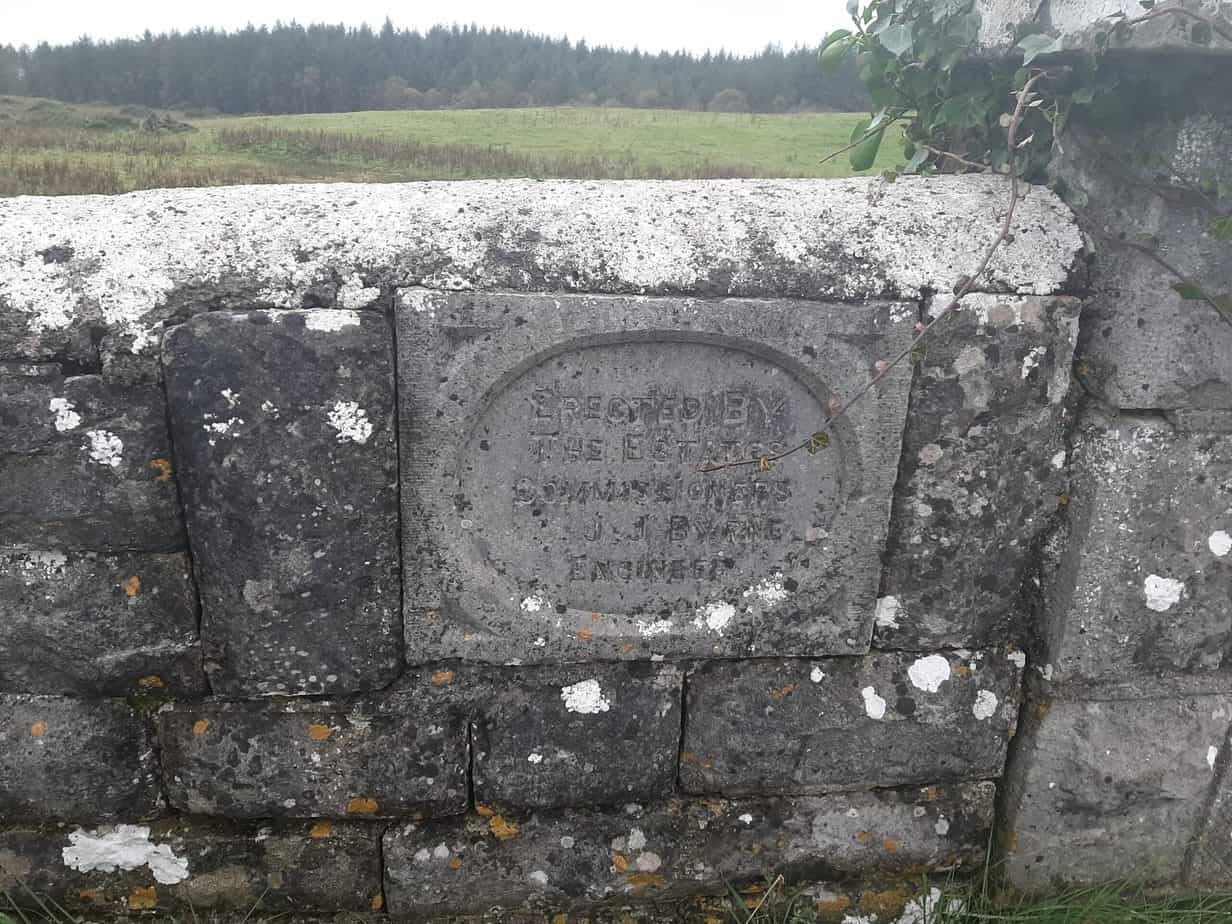 ERECTED BY
THE ESTATES
COMMISSIONERS
J J BYRNE
ENGINEER